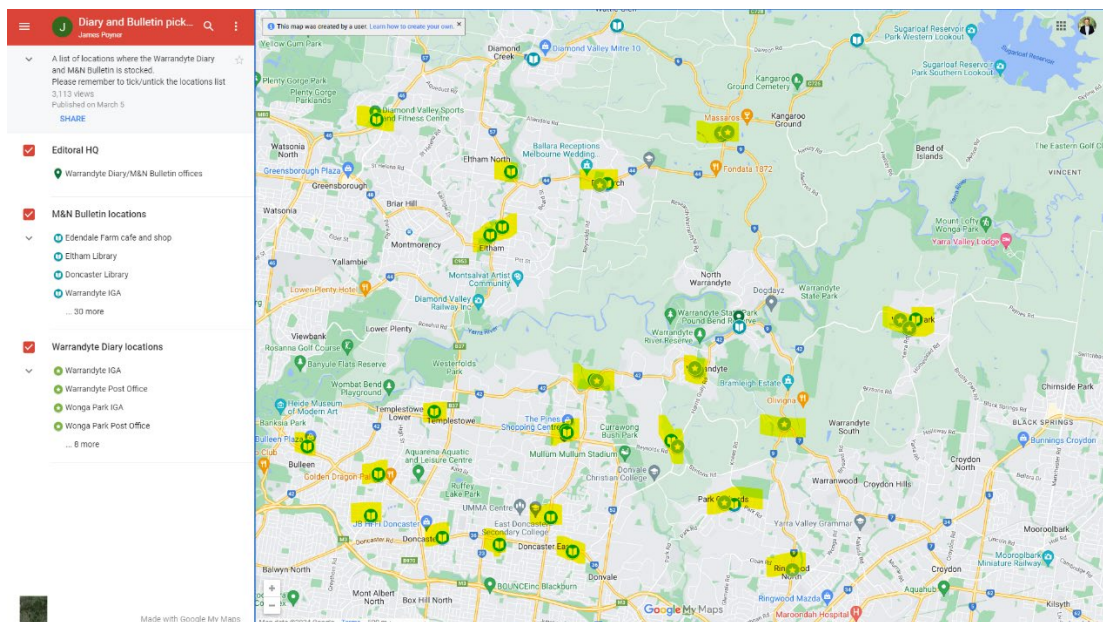 Diary and Bulletin pick...
James Poyner
A list of locations where the Warrandyte Diary
and M&N Bulletin is stocked.
Please remember to tick/untick the locations list
3,113 views
Published on March 5
SHARE
Editoral HQ
Warrandyte Diary/M&N Bulletin offices
M&N Bulletin locations
Edendale Farm cafe and shop
Eltham Library
Doncaster Library
Warrandyte IGA
... 30 more
Warrandyte Diary locations
Warrandyte IGA
Warrandyte Post Office
Wonga Park IGA
Wonga Park Post Office
... 8 more
Made with Google My Maps
This map was created by a user. Learn how to create your own.
Yellow Gum Park
Diamond
Creek
Diamond Valley Mitre 10
Sugarloaf Reservoir
Park Western Lookout
Sugarloaf Reservoir
Sugarloaf Reservoir
Park Southern Lookout
Plenty Gorge Park
Plenty Gorge
Parklands
Kangaroo
Ground Cemetery
Diamond Valley Sports
and Fitness Centre
Massaros
Kangaroo
Ground
Watsonia
North
Ballara Receptions
Melbourne Wedding...
Bend of
Islands
The Eastern Golf C
Eltham North
Greensborough Plaza
Greensborough
Fondata 1872
VINCENT
Briar Hill
Watsonia
Mount Lofty
Wonga Park
Montmorency
Eltham
Yarra Valley Lodge
Yallambie
Montsalvat Artist
Community
North
Warrandyte
Warrandyte
State Park
Lower Plenty Hotel
Dogdayz
Diamond Valley
Railway Inc
Warrandyte State Park
Pound Bend Reserve
Viewbank
Lower Plenty
Warrandyte
River Reserve
Rosanna Golf Course
Banyule Flats Reserve
Westerfolds
Park
Wombat Bend
Playground
Bramleigh Estate
Chirnside Park
Heide Museum
of Modern Art
Templestowe
Lower
Templestowe
The Pines
Shopping Centre
Olivigna
Banksia Park
Currawong
Bush Park
Warrandyte
South
BLACK SPRINGS
Bunnings Croydon
Bulleen Plaza
Bulleen
Aquarena Aquatic
and Leisure Centre
Mullum Mullum Stadium
Donvale
Christian College
Croydon
North
Golden Dragon Palace
Ruffey
Lake Park
Warranwood
Croydon Hills
UMMA Centre
Park Orchards
JB Hi-Fi Doncaster
East Doncaster
Secondary College
Yarra Valley Grammar
Mooroolbark
Doncaster
Doncaster East
Croydon
Mooroolbark
Miniature Railway
Balwyn North
Donvale
Ringwood
North
BOUNCEinc Blackburn
Mont Albert
North
Box Hill North
Google My Maps
Ringwood Mazda
Maroondah Hospital
Aquahub
Kilsyth